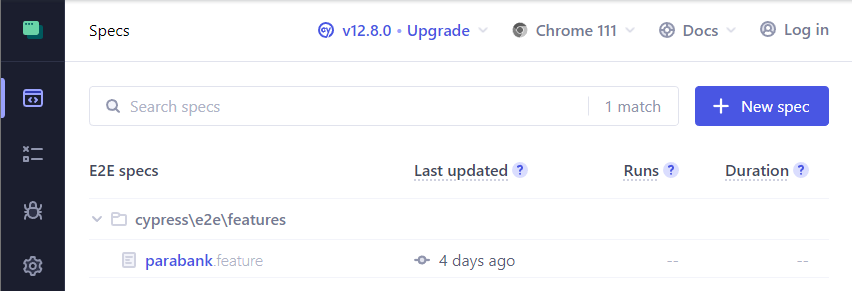 Specs
v12.8.0 • Upgrade
Chrome 111
Docs
Log in
Search specs
1 match
+ New spec
E2E specs
Last updated ?
Runs ?
Duration ?
cypress\e2e\features
parabank.feature
4 days ago
--
--